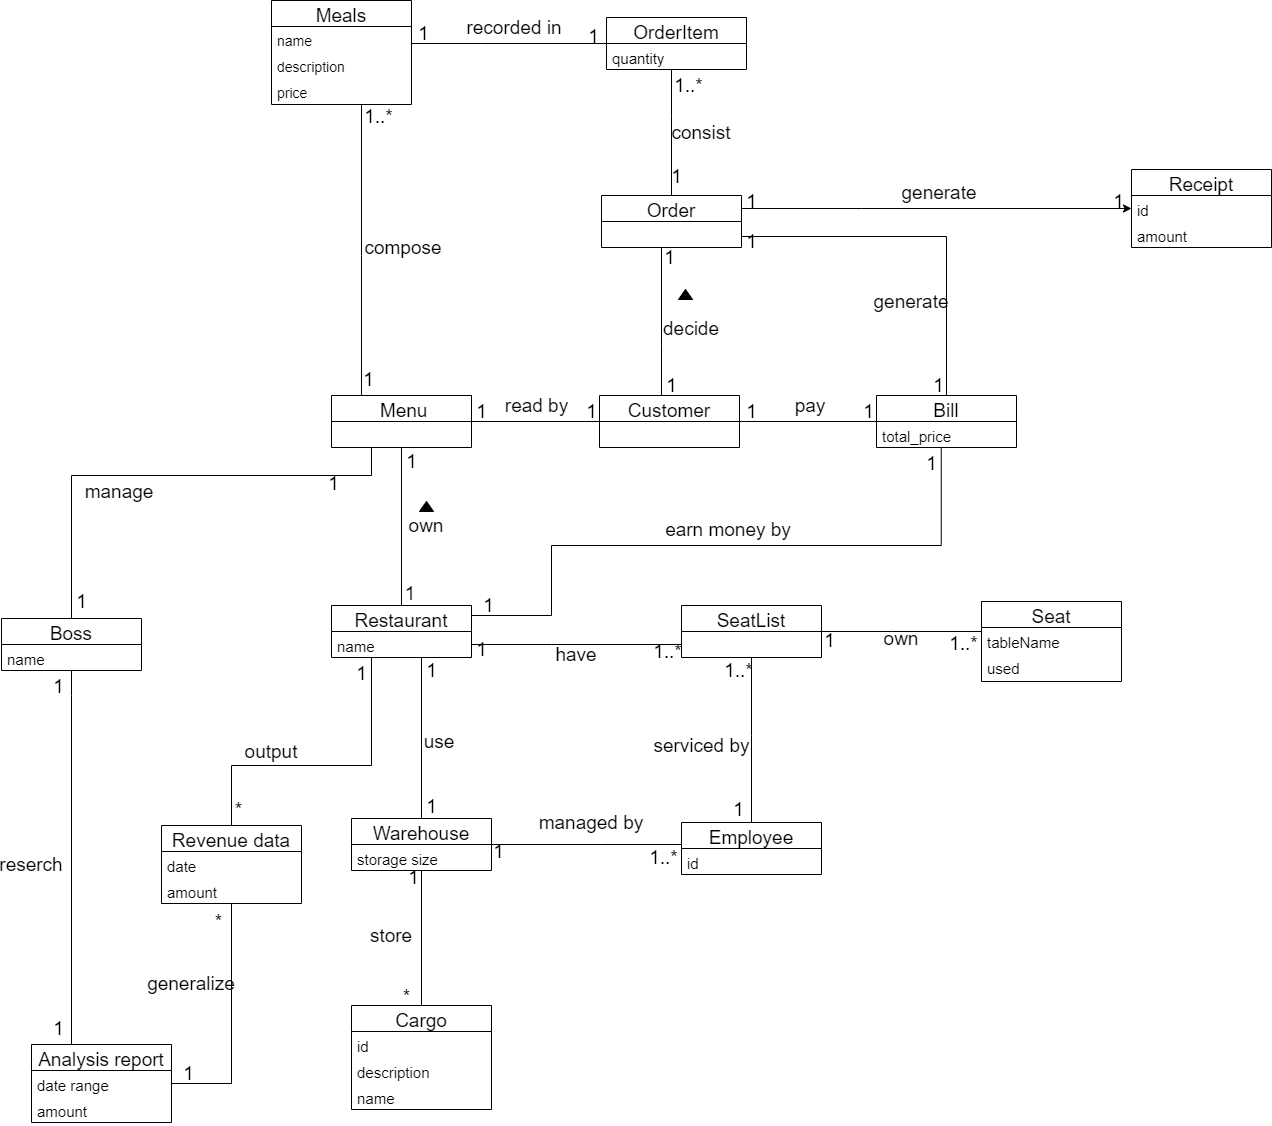 Meals
name
description
price
1
recorded in
1
OrderItem
quantity
1..*
1..*
consist
1
Order
1
generate
1
Receipt
id
amount
1
1
compose
decide
generate
1
1
1
Menu
1
read by
1
Customer
1
pay
1
Bill
total_price
1
manage
1
1
own
earn money by
1
1
1
Boss
name
Restaurant
name
1
have
1..*
SeatList
1
own
1..*
Seat
tableName
used
1
1
1
1..*
output
use
serviced by
*
1
1
Revenue data
date
amount
Warehouse
storage size
1
managed by
1..*
Employee
id
reserch
*
1
store
generalize
*
1
1
Analysis report
date range
amount
Cargo
id
description
name